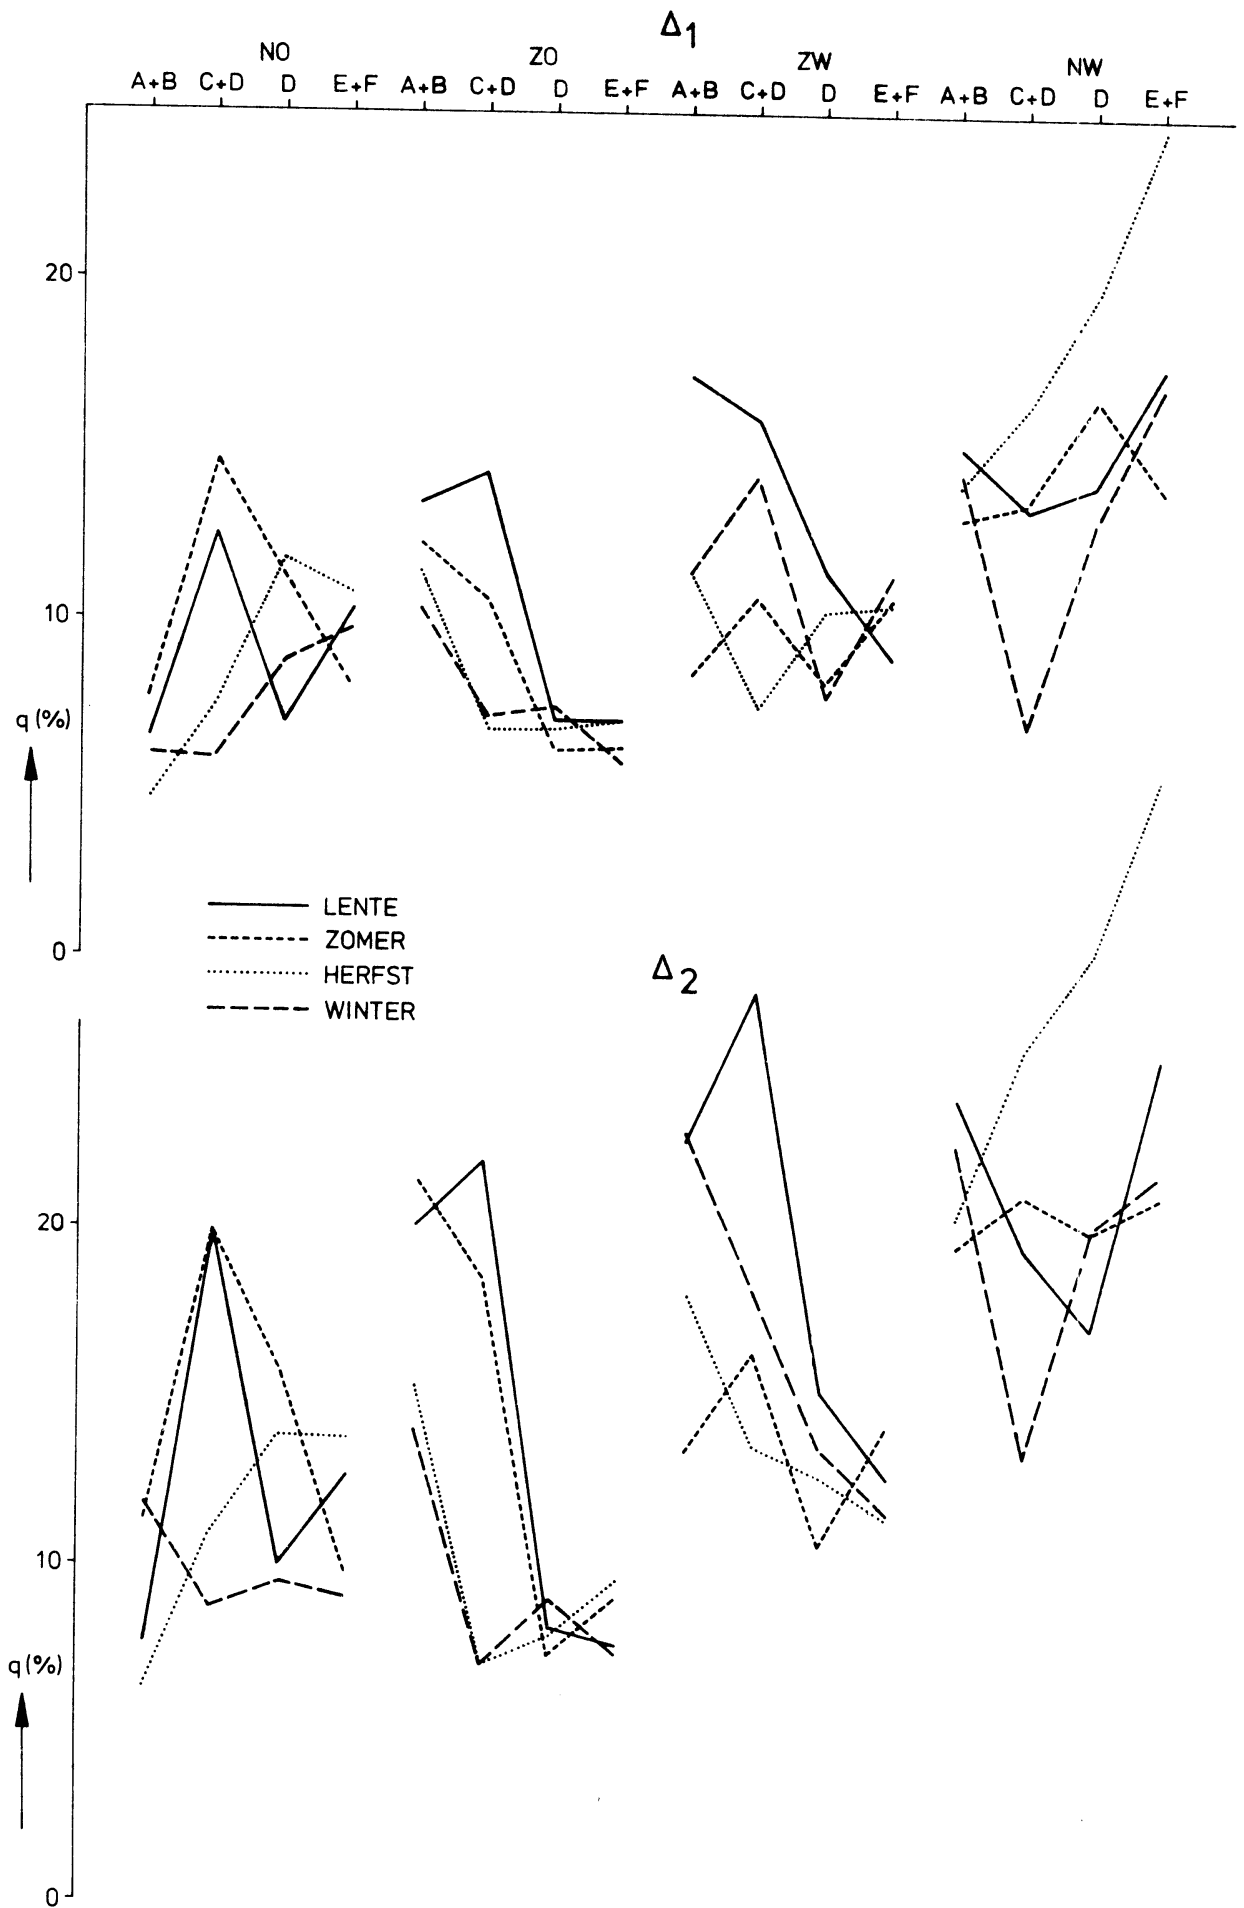 Δ1
NO ZO ZW NW
A+B C+D D E+F A+B C+D D E+F A+B C+D D E+F A+B C+D D E+F
20
10
q (%)
0
LENTE
ZOMER
HERFST
WINTER
Δ2
20
10
q (%)
0